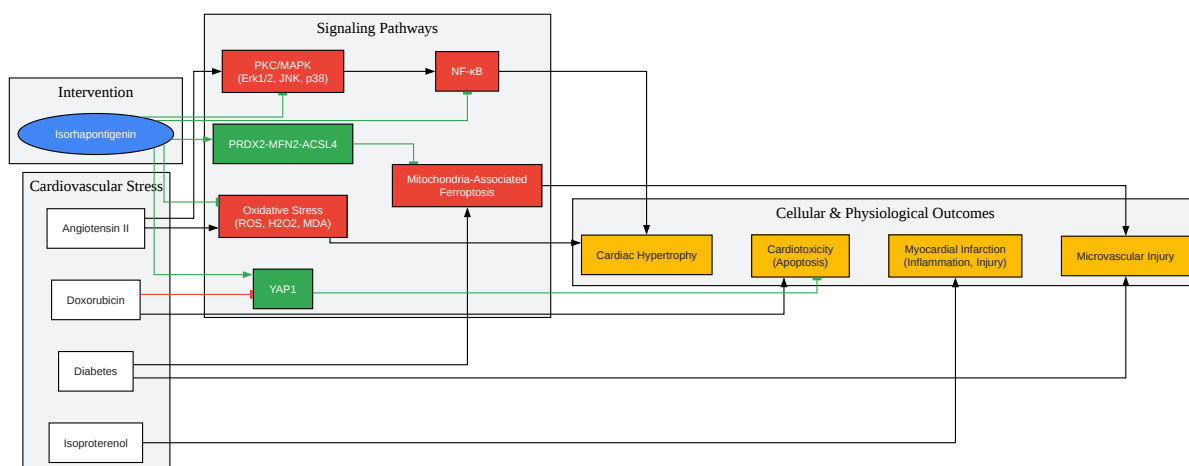 Signaling Pathways
PKC/MAPK
(Erk1/2, JNK, p38)
NF-κB
Intervention
Isorhapontigenin
PRDX2-MFN2-ACSL4
Mitochondria-Associated
Ferroptosis
Cardiovascular Stress
Angiotensin II
Oxidative Stress
(ROS, H2O2, MDA)
Cellular & Physiological Outcomes
Cardiac Hypertrophy
Cardiotoxicity
(Apoptosis)
Myocardial Infarction
(Inflammation, Injury)
Microvascular Injury
YAP1
Doxorubicin
Diabetes
Isoproterenol